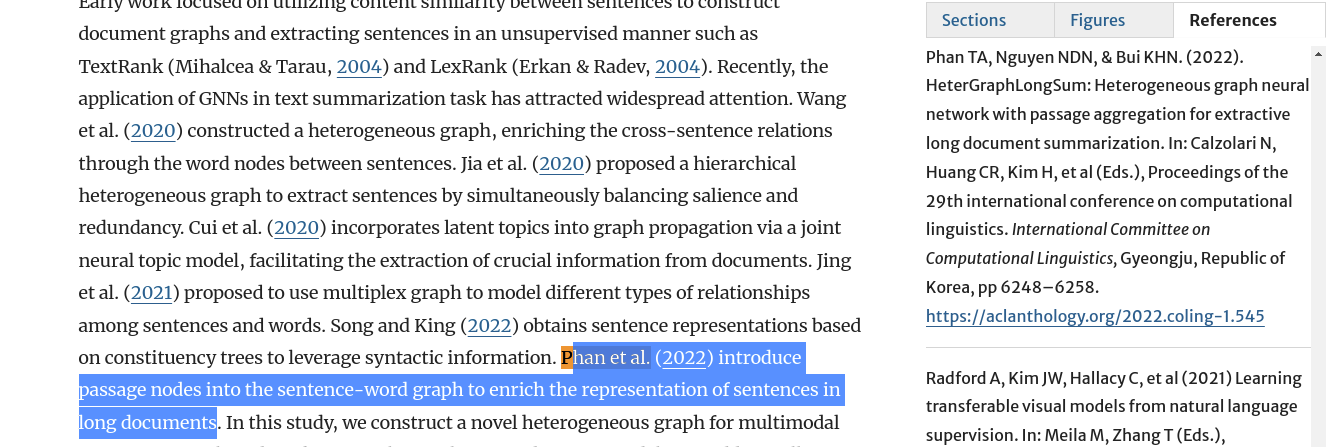 Early work focused on utilizing content similarity between sentences to construct
document graphs and extracting sentences in an unsupervised manner such as
TextRank (Mihalcea & Tarau, 2004) and LexRank (Erkan & Radev, 2004). Recently, the
application of GNNs in text summarization task has attracted widespread attention. Wang
et al. (2020) constructed a heterogeneous graph, enriching the cross-sentence relations
through the word nodes between sentences. Jia et al. (2020) proposed a hierarchical
heterogeneous graph to extract sentences by simultaneously balancing salience and
redundancy. Cui et al. (2020) incorporates latent topics into graph propagation via a joint
neural topic model, facilitating the extraction of crucial information from documents. Jing
et al. (2021) proposed to use multiplex graph to model different types of relationships
among sentences and words. Song and King (2022) obtains sentence representations based
on constituency trees to leverage syntactic information. Phan et al. (2022) introduce
passage nodes into the sentence-word graph to enrich the representation of sentences in
long documents. In this study, we construct a novel heterogeneous graph for multimodal
Sections
Figures
References
Phan TA, Nguyen NDN, & Bui KHN. (2022).
HeterGraphLongSum: Heterogeneous graph neural
network with passage aggregation for extractive
long document summarization. In: Calzolari N,
Huang CR, Kim H, et al (Eds.), Proceedings of the
29th international conference on computational
linguistics. International Committee on
Computational Linguistics, Gyeongju, Republic of
Korea, pp 6248–6258.
https://aclanthology.org/2022.coling-1.545
Radford A, Kim JW, Hallacy C, et al (2021) Learning
transferable visual models from natural language
supervision. In: Meila M, Zhang T (Eds.),